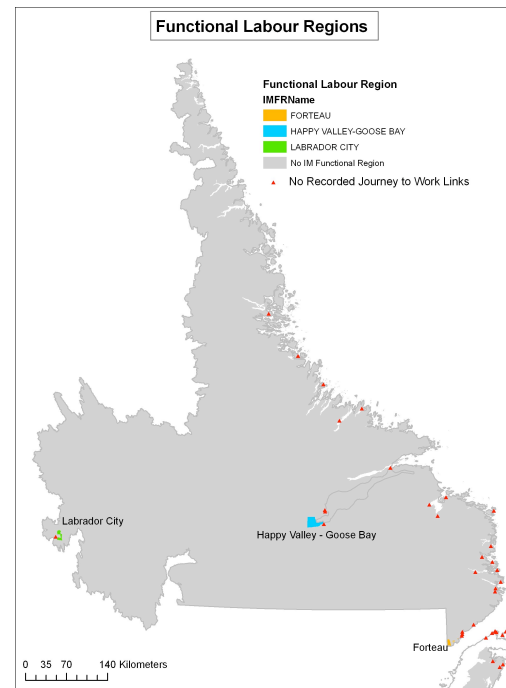 Functional Labour Regions
Functional Labour Region
IMFRName
FORTEAU
HAPPY VALLEY-GOOSE BAY
LABRADOR CITY
No IM Functional Region
No Recorded Journey to Work Links
Labrador City
Happy Valley - Goose Bay
Forteau
0 35 70 140 Kilometers